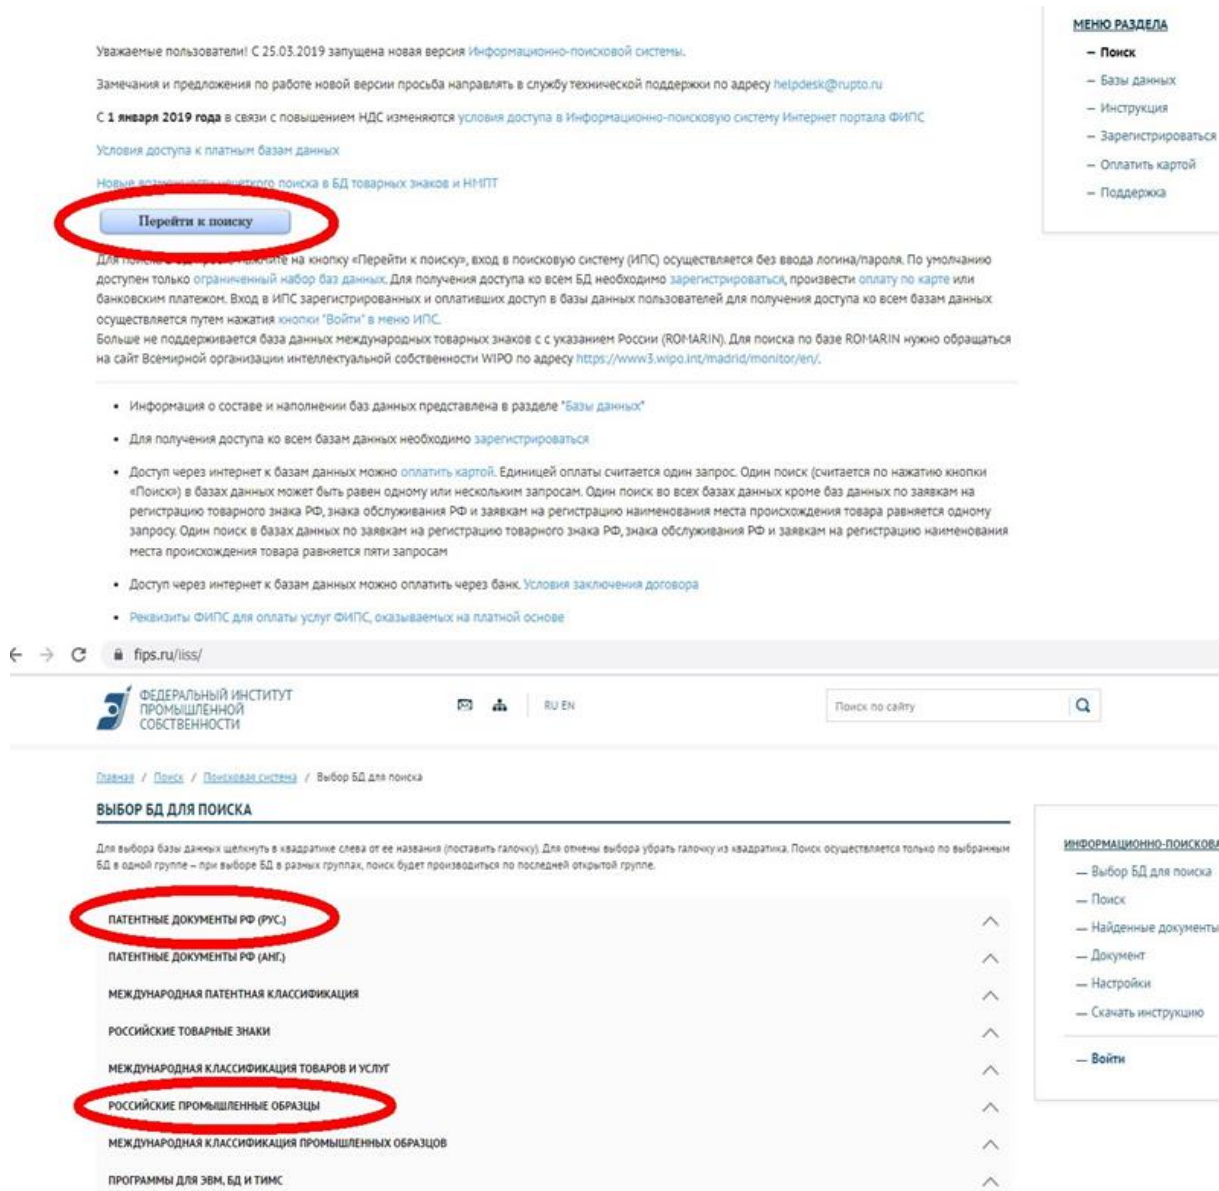 МЕНЮ РАЗДЕЛА
— Поиск
— Базы данных
— Инструкция
— Зарегистрироваться
— Оплатить картой
— Поддержка
Уважаемые пользователи! С 25.03.2019 запущена новая версия Информационно-поисковой системы.
Замечания и предложения по работе новой версии просьба направлять в службу технической поддержки по адресу helpdesk@rupto.ru
С 1 января 2019 года в связи с повышением НДС изменяются условия доступа в Информационно-поисковую систему Интернет портала ФИПС
Условия доступа к платным базам данных
Новые возможности нечеткого поиска в БД товарных знаков и НМПТ
Перейти к поиску
Для поиска в БД нажмите на кнопку «Перейти к поиску», вход в поисковую систему (ИПС) осуществляется без ввода логина/пароля. По умолчанию
доступен только ограниченный набор баз данных. Для получения доступа ко всем БД необходимо зарегистрироваться, произвести оплату по карте или
банковским платежом. Вход в ИПС зарегистрированных и оплативших доступ в базы данных пользователей для получения доступа ко всем базам данных
осуществляется путем нажатия кнопки "Войти" в меню ИПС.
Больше не поддерживается база данных международных товарных знаков с с указанием России (ROMARIN). Для поиска по базе ROMARIN нужно обращаться
на сайт Всемирной организации интеллектуальной собственности WIPO по адресу https://www3.wipo.int/madrid/monitor/en/.
• Информация о составе и наполнении баз данных представлена в разделе "Базы данных"
• Для получения доступа ко всем базам данных необходимо зарегистрироваться
• Доступ через интернет к базам данных можно оплатить картой. Единицей оплаты считается один запрос. Один поиск (считается по нажатию кнопки
«Поиск») в базах данных может быть равен одному или нескольким запросам. Один поиск во всех базах данных кроме баз данных по заявкам на
регистрацию товарного знака РФ, знака обслуживания РФ и заявкам на регистрацию наименования места происхождения товара равняется одному
запросу. Один поиск в базах данных по заявкам на регистрацию товарного знака РФ, знака обслуживания РФ и заявкам на регистрацию наименования
места происхождения товара равняется пяти запросам
• Доступ через интернет к базам данных можно оплатить через банк. Условия заключения договора
• Реквизиты ФИПС для оплаты услуг ФИПС, оказываемых на платной основе
fips.ru/iiss/
ФЕДЕРАЛЬНЫЙ ИНСТИТУТ
ПРОМЫШЛЕННОЙ
СОБСТВЕННОСТИ
RU EN
Поиск по сайту
Главная / Поиск / Поисковая система / Выбор БД для поиска
ВЫБОР БД ДЛЯ ПОИСКА
Для выбора базы данных щелкнуть в квадратике слева от ее названия (поставить галочку). Для отмены выбора убрать галочку из квадратика. Поиск осуществляется только по выбранным
БД в одной группе – при выборе БД в разных группах, поиск будет производиться по последней открытой группе.
ПАТЕНТНЫЕ ДОКУМЕНТЫ РФ (РУС.)
ПАТЕНТНЫЕ ДОКУМЕНТЫ РФ (АНГ.)
МЕЖДУНАРОДНАЯ ПАТЕНТНАЯ КЛАССИФИКАЦИЯ
РОССИЙСКИЕ ТОВАРНЫЕ ЗНАКИ
МЕЖДУНАРОДНАЯ КЛАССИФИКАЦИЯ ТОВАРОВ И УСЛУГ
РОССИЙСКИЕ ПРОМЫШЛЕННЫЕ ОБРАЗЦЫ
МЕЖДУНАРОДНАЯ КЛАССИФИКАЦИЯ ПРОМЫШЛЕННЫХ ОБРАЗЦОВ
ПРОГРАММЫ ДЛЯ ЭВМ, БД И ТИМС
ИНФОРМАЦИОННО-ПОИСКОВА
— Выбор БД для поиска
— Поиск
— Найденные документы
— Документ
— Настройки
— Скачать инструкцию
— Войти